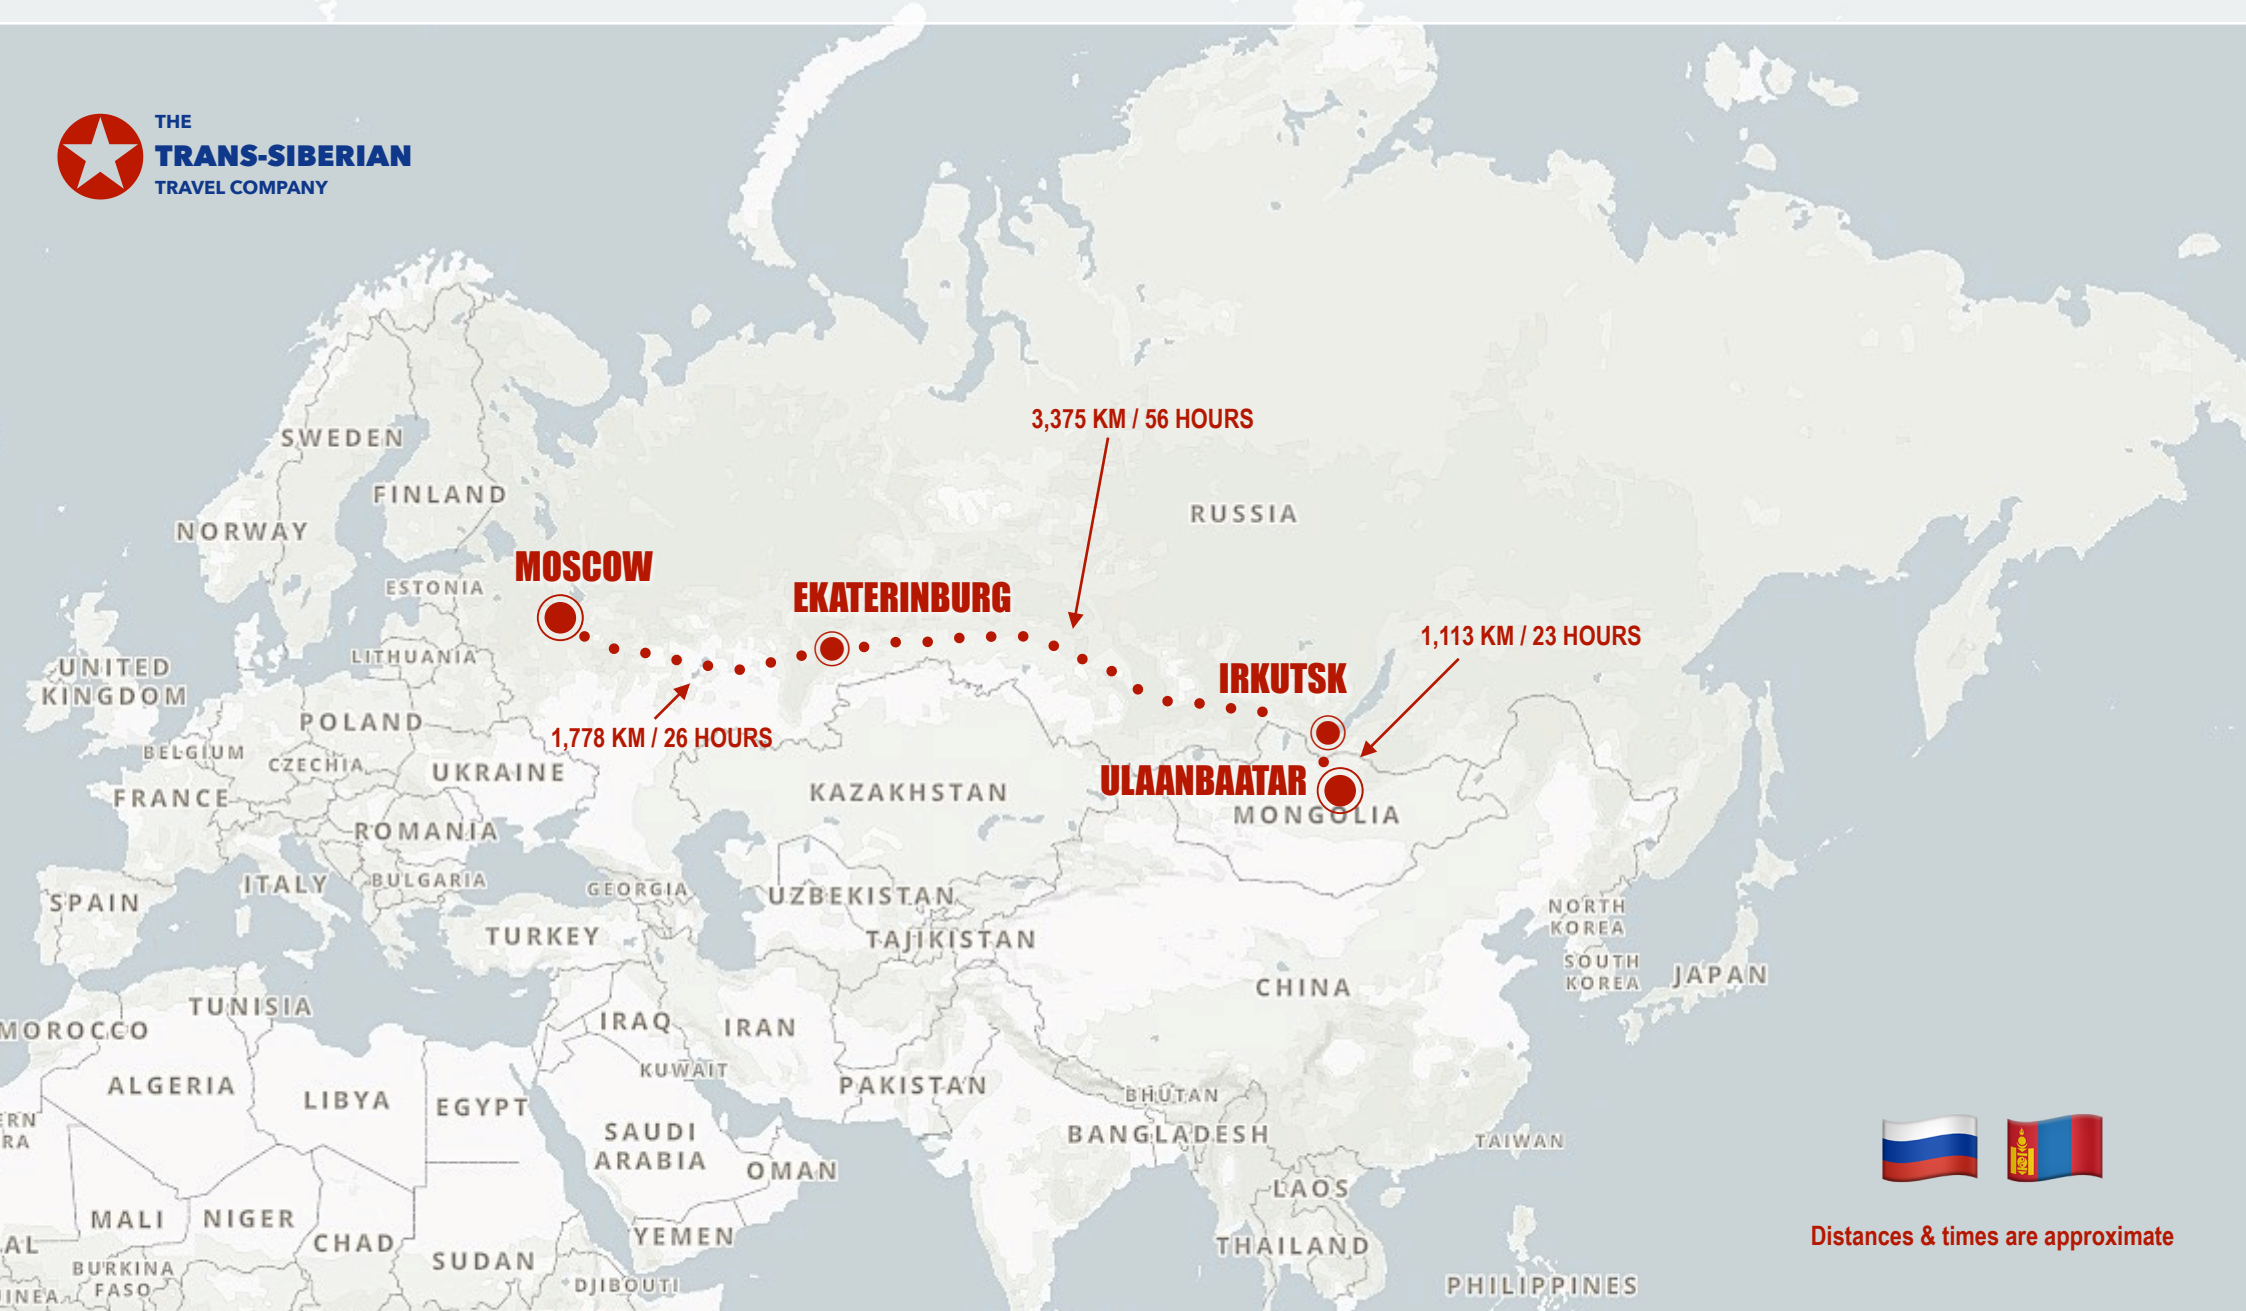 THE
TRANS-SIBERIAN
TRAVEL COMPANY
3,375 KM / 56 HOURS
SWEDEN
FINLAND
NORWAY
RUSSIA
MOSCOW
EKATERINBURG
ESTONIA
1,113 KM / 23 HOURS
LITHUANIA
UNITED
KINGDOM
IRKUTSK
POLAND
1,778 KM / 26 HOURS
BELGIUM
CZECHIA
UKRAINE
ULAANBAATAR
KAZAKHSTAN
FRANCE
MONGOLIA
ROMANIA
ITALY
BULGARIA
GEORGIA
SPAIN
UZBEKISTAN
NORTH
KOREA
TURKEY
TAJIKISTAN
SOUTH
KOREA
JAPAN
CHINA
TUNISIA
MOROCCO
IRAQ
IRAN
KUWAIT
ALGERIA
LIBYA
EGYPT
PAKISTAN
BHUTAN
ERN
RA
SAUDI
ARABIA
BANGLADESH
TAIWAN
OMAN
LAOS
MALI
NIGER
CHAD
YEMEN
Distances & times are approximate
AL
THAILAND
SUDAN
BURKINA
FASO
DJIBOUTI
PHILIPPINES
INEA